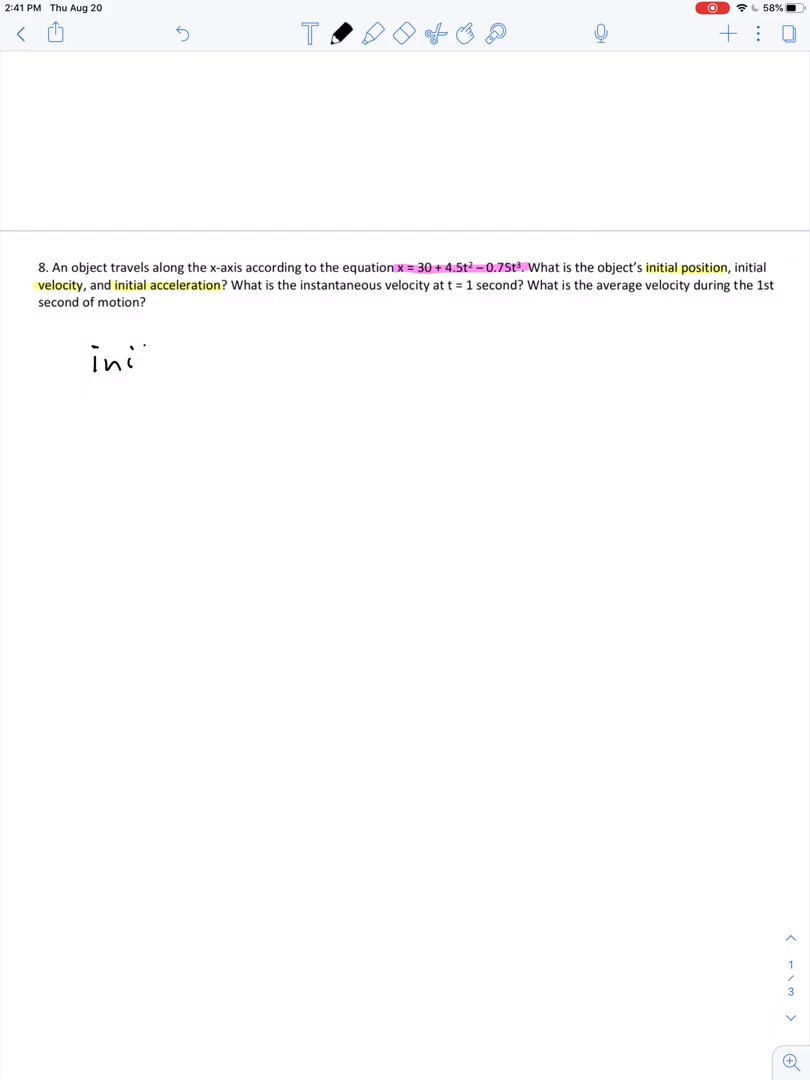 2:41 PM Thu Aug 20
58%
T
8. An object travels along the x-axis according to the equation x = 30 + 4.5t² – 0.75t³. What is the object's initial position, initial
velocity, and initial acceleration? What is the instantaneous velocity at t = 1 second? What is the average velocity during the 1st
second of motion?
ini
1
/
3